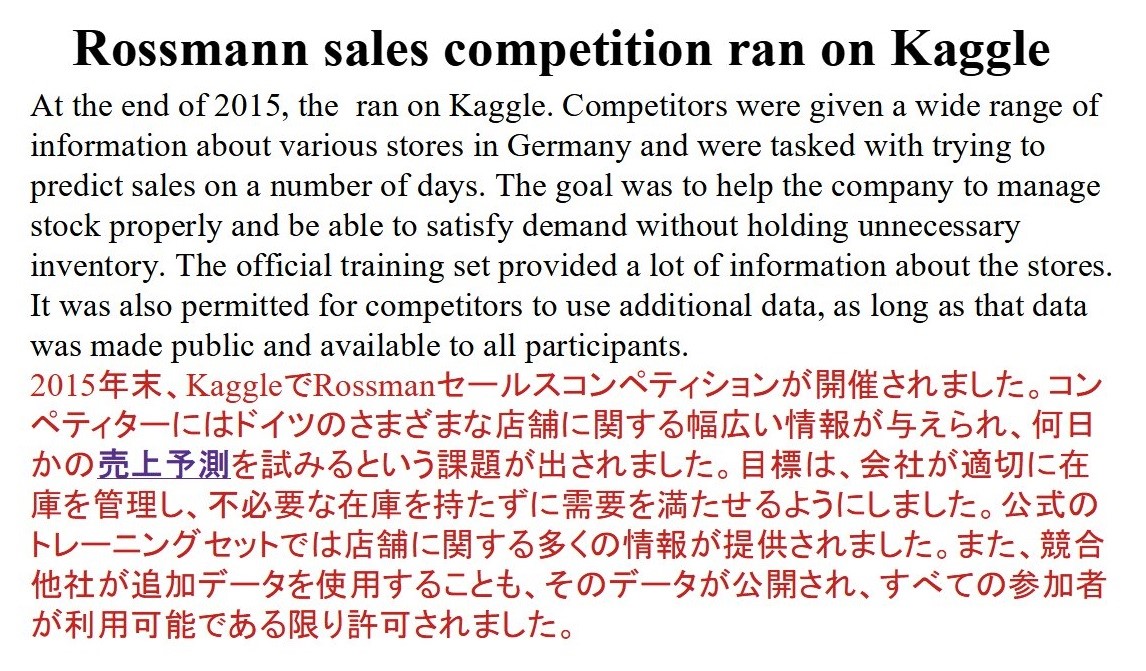 Rossmann sales competition ran on Kaggle
At the end of 2015, the  ran on Kaggle. Competitors were given a wide range of
information about various stores in Germany and were tasked with trying to
predict sales on a number of days. The goal was to help the company to manage
stock properly and be able to satisfy demand without holding unnecessary
inventory. The official training set provided a lot of information about the stores.
It was also permitted for competitors to use additional data, as long as that data
was made public and available to all participants.
2015年末、KaggleでRossmanセールスコンペティションが開催されました。コン
ペティターにはドイツのさまざまな店舗に関する幅広い情報が与えられ、何日
かの売上予測を試みるという課題が出されました。目標は、会社が適切に在
庫を管理し、不必要な在庫を持たずに需要を満たせるようにしました。公式の
トレーニングセットでは店舗に関する多くの情報が提供されました。また、競合
他社が追加データを使用することも、そのデータが公開され、すべての参加者
が利用可能である限り許可されました。